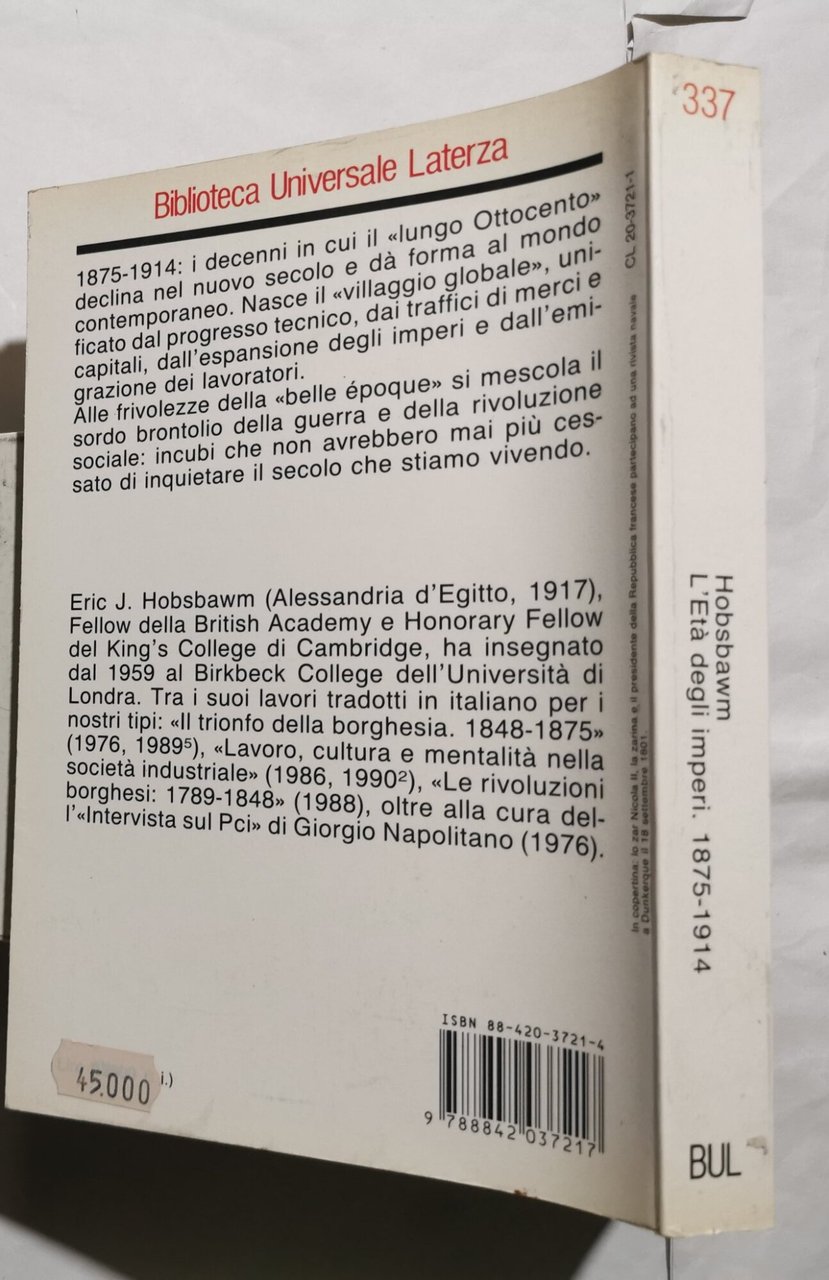 Biblioteca Universale Laterza
1875-1914: i decenni in cui il «lungo Ottocento»
declina nel nuovo secolo e dà forma al mondo
contemporaneo. Nasce il «villaggio globale», uni-
ficato dal progresso tecnico, dai traffici di merci e
capitali, dall'espansione degli imperi e dall'emi-
grazione dei lavoratori.
Alle frivolezze della «belle époque» si mescola il
sordo brontolio della guerra e della rivoluzione
sociale: incubi che non avrebbero mai più ces-
sato di inquietare il secolo che stiamo vivendo.
Eric J. Hobsbawm (Alessandria d'Egitto, 1917),
Fellow della British Academy e Honorary Fellow
del King's College di Cambridge, ha insegnato
dal 1959 al Birkbeck College dell'Università di
Londra. Tra i suoi lavori tradotti in italiano per i
nostri tipi: «Il trionfo della borghesia. 1848-1875»
(1976, 1989⁵), «Lavoro, cultura e mentalità nella
società industriale» (1986, 1990²), «Le rivoluzioni
borghesi: 1789-1848» (1988), oltre alla cura del-
l'«Intervista sul Pci» di Giorgio Napolitano (1976).
45.000
i.)
ISBN 88-420-3721-4
9 788842 037217
CL 20-3721-1
In copertina: lo zar Nicola II, la zarina e il presidente della Repubblica francese partecipano ad una rivista navale
a Dunkerque il 18 settembre 1901.
337
Hobsbawm
L'Età degli imperi. 1875-1914
BUL